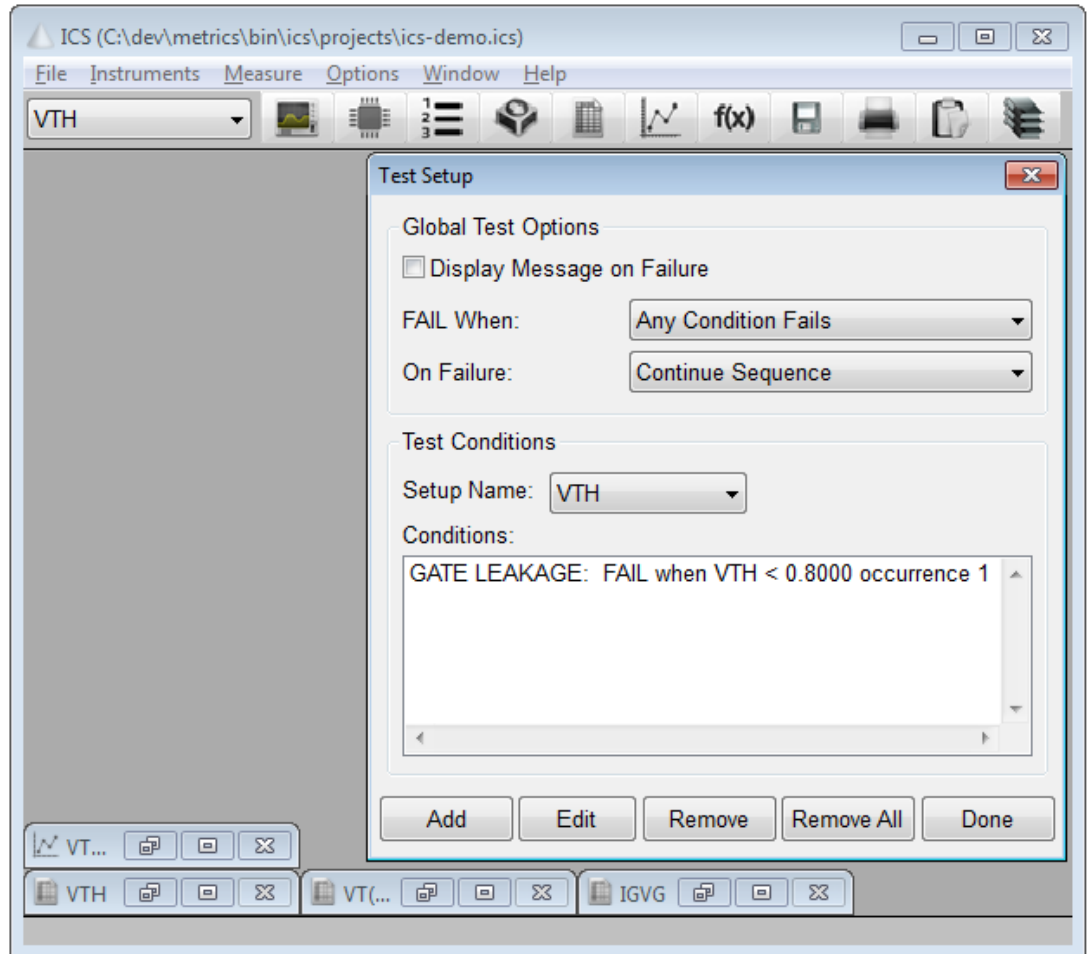 ICS (C:\dev\metrics\bin\ics\projects\ics-demo.ics)
File Instruments Measure Options Window Help
VTH
1
2
3
f(x)
Test Setup
Global Test Options
Display Message on Failure
FAIL When: Any Condition Fails
On Failure: Continue Sequence
Test Conditions
Setup Name: VTH
Conditions:
GATE LEAKAGE: FAIL when VTH < 0.8000 occurrence 1
Add Edit Remove Remove All Done
VT...
VTH VT(... IGVG